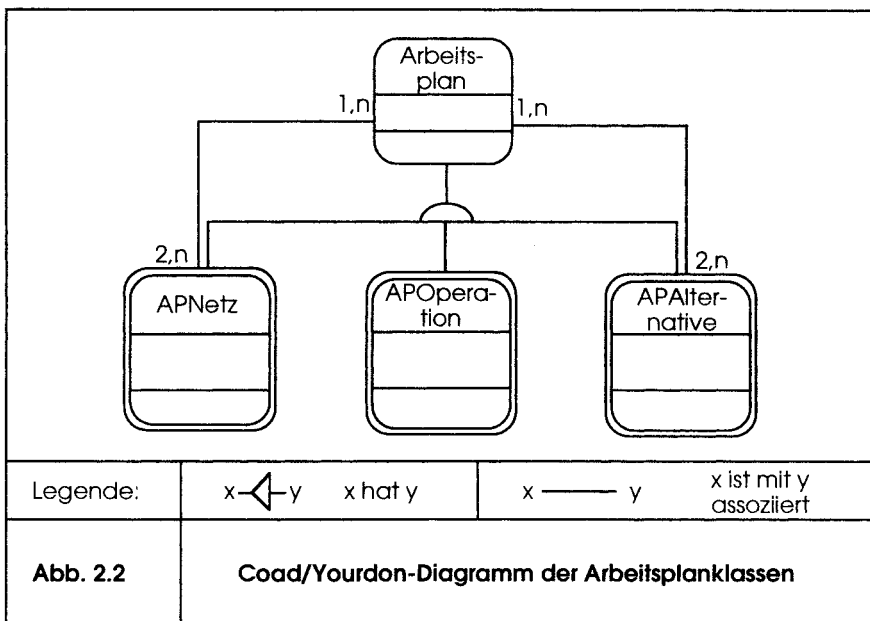 Arbeits-
plan
1,n
1,n
2,n
2,n
APNetz
APOpera-
tion
APAlter-
native
Legende:
x y x hat y
x y x ist mit y
assoziiert
Abb. 2.2
Coad/Yourdon-Diagramm der Arbeitsplanklassen